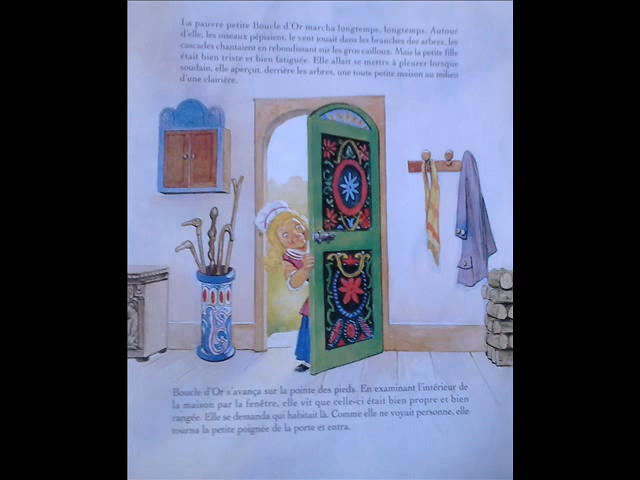 La pauvre petite Boucle d'Or marcha longtemps, longtemps. Autour
d'elle, les oiseaux pépiaient, le vent jouait dans les branches des arbres, les
cascades chantaient en rebondissant sur les gros cailloux. Mais la petite fille
était bien triste et bien fatiguée. Elle allait se mettre à pleurer lorsque
soudain, elle aperçut, derrière les arbres, une toute petite maison au milieu
d'une clairière.
Boucle d'Or s'avança sur la pointe des pieds. En examinant l'intérieur de
la maison par la fenêtre, elle vit que celle-ci était bien propre et bien
rangée. Elle se demanda qui habitait là. Comme elle ne voyait personne, elle
tourna la petite poignée de la porte et entra.